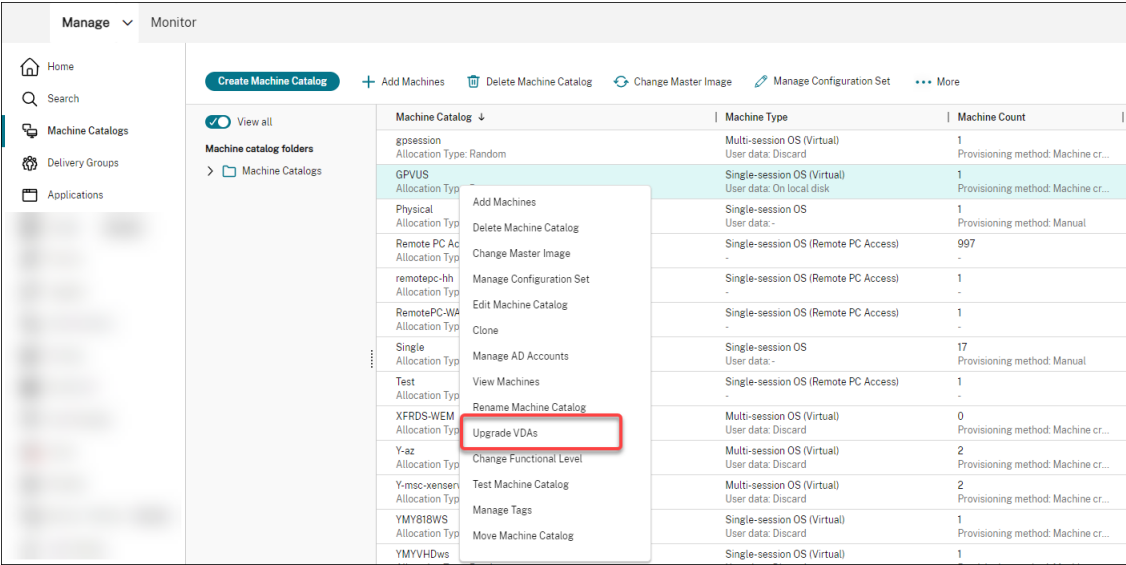 Manage
Monitor
Home
Search
Machine Catalogs
Delivery Groups
Applications
Create Machine Catalog
Add Machines
Delete Machine Catalog
Change Master Image
Manage Configuration Set
More
View all
Machine catalog folders
Machine Catalogs
Machine Catalog ↓ Machine Type Machine Count
gpsession Multi-session OS (Virtual) 1
Allocation Type: Random User data: Discard Provisioning method: Machine cr...
GPVUS Single-session OS (Virtual) 1
Allocation Typ User data: On local disk Provisioning method: Machine cr...
Physical Single-session OS 1
Allocation Typ User data:- Provisioning method: Manual
Remote PC Ac Single-session OS (Remote PC Access) 997
Allocation Typ - -
remotepc-hh Single-session OS (Remote PC Access) 1
Allocation Typ - -
RemotePC-WA Single-session OS (Remote PC Access) 1
Allocation Typ - -
Single Single-session OS 17
Allocation Typ User data:- Provisioning method: Manual
Test Single-session OS (Remote PC Access) 1
Allocation Typ - -
XFRDS-WEM Multi-session OS (Virtual) 0
Allocation Typ User data: Discard Provisioning method: Machine cr...
Y-az Multi-session OS (Virtual) 2
Allocation Typ User data: Discard Provisioning method: Machine cr...
Y-msc-xenserv Multi-session OS (Virtual) 2
Allocation Typ User data: Discard Provisioning method: Machine cr...
YMY818WS Single-session OS (Virtual) 1
Allocation Typ User data: Discard Provisioning method: Machine cr...
YMYVHDws Single-session OS (Virtual) 1
Add Machines
Delete Machine Catalog
Change Master Image
Manage Configuration Set
Edit Machine Catalog
Clone
Manage AD Accounts
View Machines
Rename Machine Catalog
Upgrade VDAs
Change Functional Level
Test Machine Catalog
Manage Tags
Move Machine Catalog